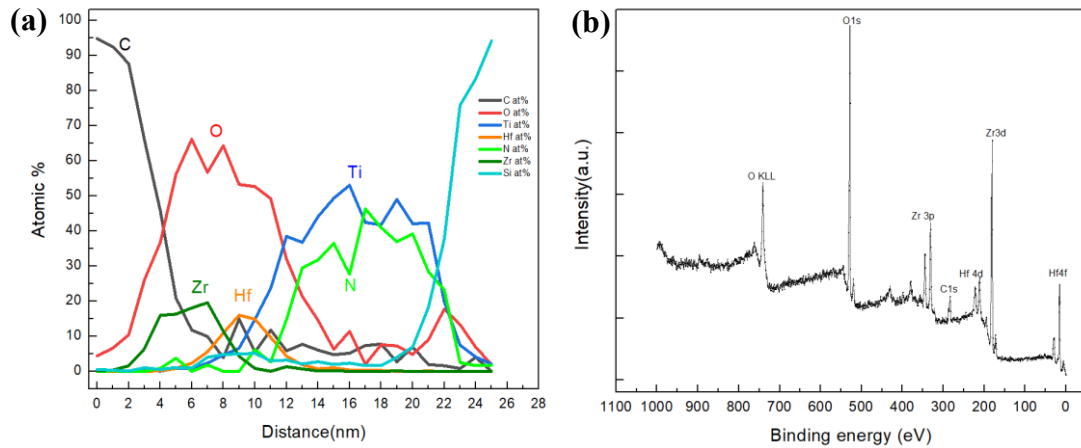 (a)
Atomic %
100
90
80
70
60
50
40
30
20
10
0
C
O
Ti
Zr
Hf
N
C at%
O at%
Ti at%
Hf at%
N at%
Zr at%
Si at%
0 2 4 6 8 10 12 14 16 18 20 22 24 26 28
Distance(nm)
(b)
Intensity(a.u.)
O1s
Zr3d
O KLL
Zr 3p
Hf 4d
Hf4f
C1s
1100 1000 900 800 700 600 500 400 300 200 100 0
Binding energy (eV)